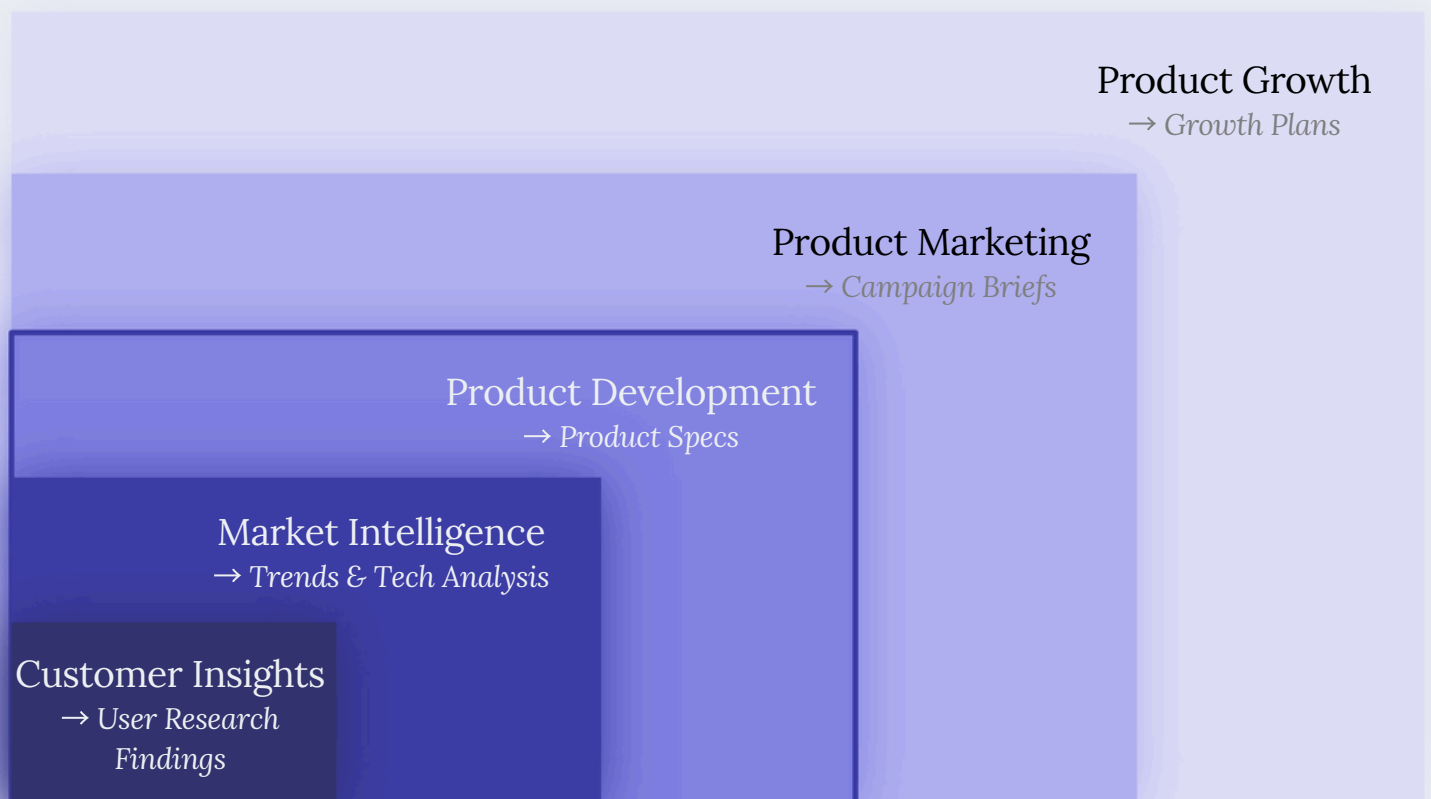 Product Growth
→ Growth Plans
Product Marketing
→ Campaign Briefs
Product Development
→ Product Specs
Market Intelligence
→ Trends & Tech Analysis
Customer Insights
→ User Research
Findings